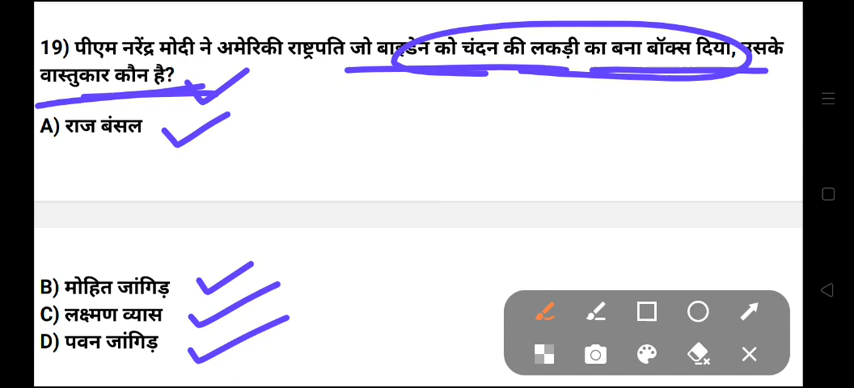 19) पीएम नरेंद्र मोदी ने अमेरिकी राष्ट्रपति जो बाइडेन को चंदन की लकड़ी का बना बॉक्स दिया, उसके
वास्तुकार कौन है?
A) राज बंसल
B) मोहित जांगिड़
C) लक्ष्मण व्यास
D) पवन जांगिड़